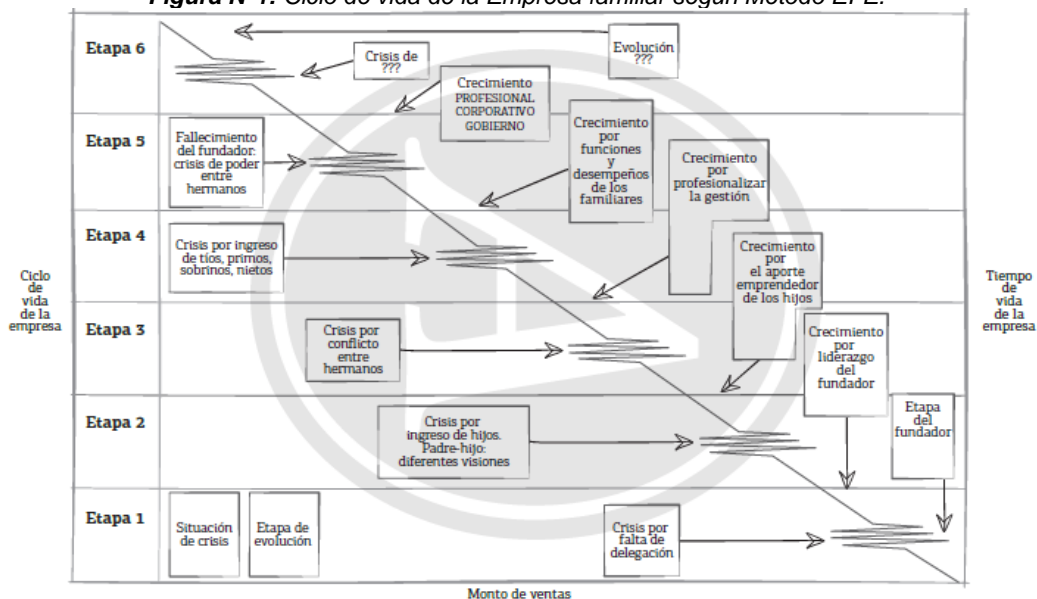 Figura N°1: Ciclo de vida de la Empresa familiar según Método EFE.
Etapa 6
Crisis de
???
Evolución
???
Crecimiento
PROFESIONAL
CORPORATIVO
GOBIERNO
Etapa 5
Fallecimiento
del fundador:
crisis de poder
entre
hermanos
Crecimiento
por
funciones
y
desempeños
de los
familiares
Crecimiento
por
profesionalizar
la gestión
Etapa 4
Crisis por ingreso
de tíos, primos,
sobrinos, nietos
Crecimiento
por
el aporte
emprendedor
de los hijos
Ciclo
de
vida
de la
empresa
Tiempo
de
vida
de la
empresa
Etapa 3
Crisis por
conflicto
entre
hermanos
Crecimiento
por
liderazgo
del
fundador
Etapa 2
Crisis por
ingreso de hijos.
Padre-hijo:
diferentes visiones
Etapa
del
fundador
Etapa 1
Situación
de crisis
Etapa de
evolución
Crisis por
falta de
delegación
Monto de ventas